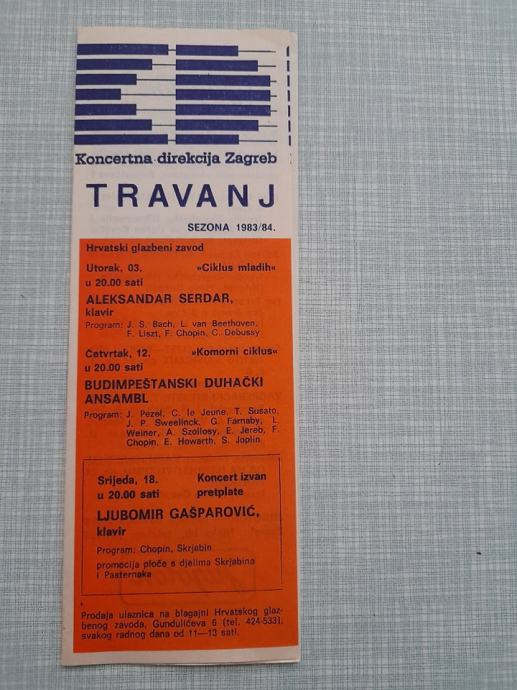 Koncertna direkcija Zagreb
TRAVANJ
SEZONA 1983/84.
Hrvatski glazbeni zavod
Utorak, 03. »Ciklus mladih«
u 20.00 sati
ALEKSANDAR SERDAR,
klavir
Program: J. S. Bach, L. van Beethoven,
F. Liszt, F. Chopin, C. Debussy
Četvrtak, 12. »Komorni ciklus«
u 20.00 sati
BUDIMPEŠTANSKI DUHAČKI
ANSAMBL
Program: J. Pezel, C. le Jeune, T. Susato,
J. P. Sweelinck, G. Farnaby, L.
Weiner, A. Szollosy, E. Jereb, F.
Chopin, E. Howarth, S. Joplin
Srijeda, 18. Koncert izvan
u 20.00 sati pretplate
LJUBOMIR GAŠPAROVIĆ,
klavir
Program: Chopin, Skrjabin
promocija ploče s djelima Skrjabina
i Pasternaka
Prodaja ulaznica na blagajni Hrvatskog glaz-
benog zavoda, Gundulićeva 6 (tel. 424-533),
svakog radnog dana od 11—13 sati.